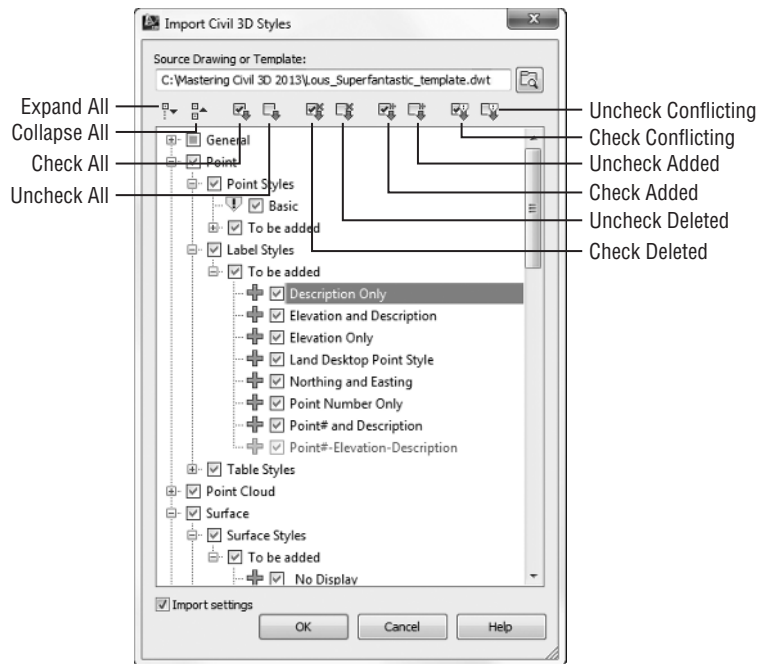 Import Civil 3D Styles
Source Drawing or Template:
C:\Mastering Civil 3D 2013\Lous_Superfantastic_template.dwt
Expand All
Collapse All
Check All
Uncheck All
Uncheck Conflicting
Check Conflicting
Uncheck Added
Check Added
Uncheck Deleted
Check Deleted
General
Point
Point Styles
Basic
To be added
Label Styles
To be added
Description Only
Elevation and Description
Elevation Only
Land Desktop Point Style
Northing and Easting
Point Number Only
Point# and Description
Point#-Elevation-Description
Table Styles
Point Cloud
Surface
Surface Styles
To be added
No Display
Import settings
OK
Cancel
Help